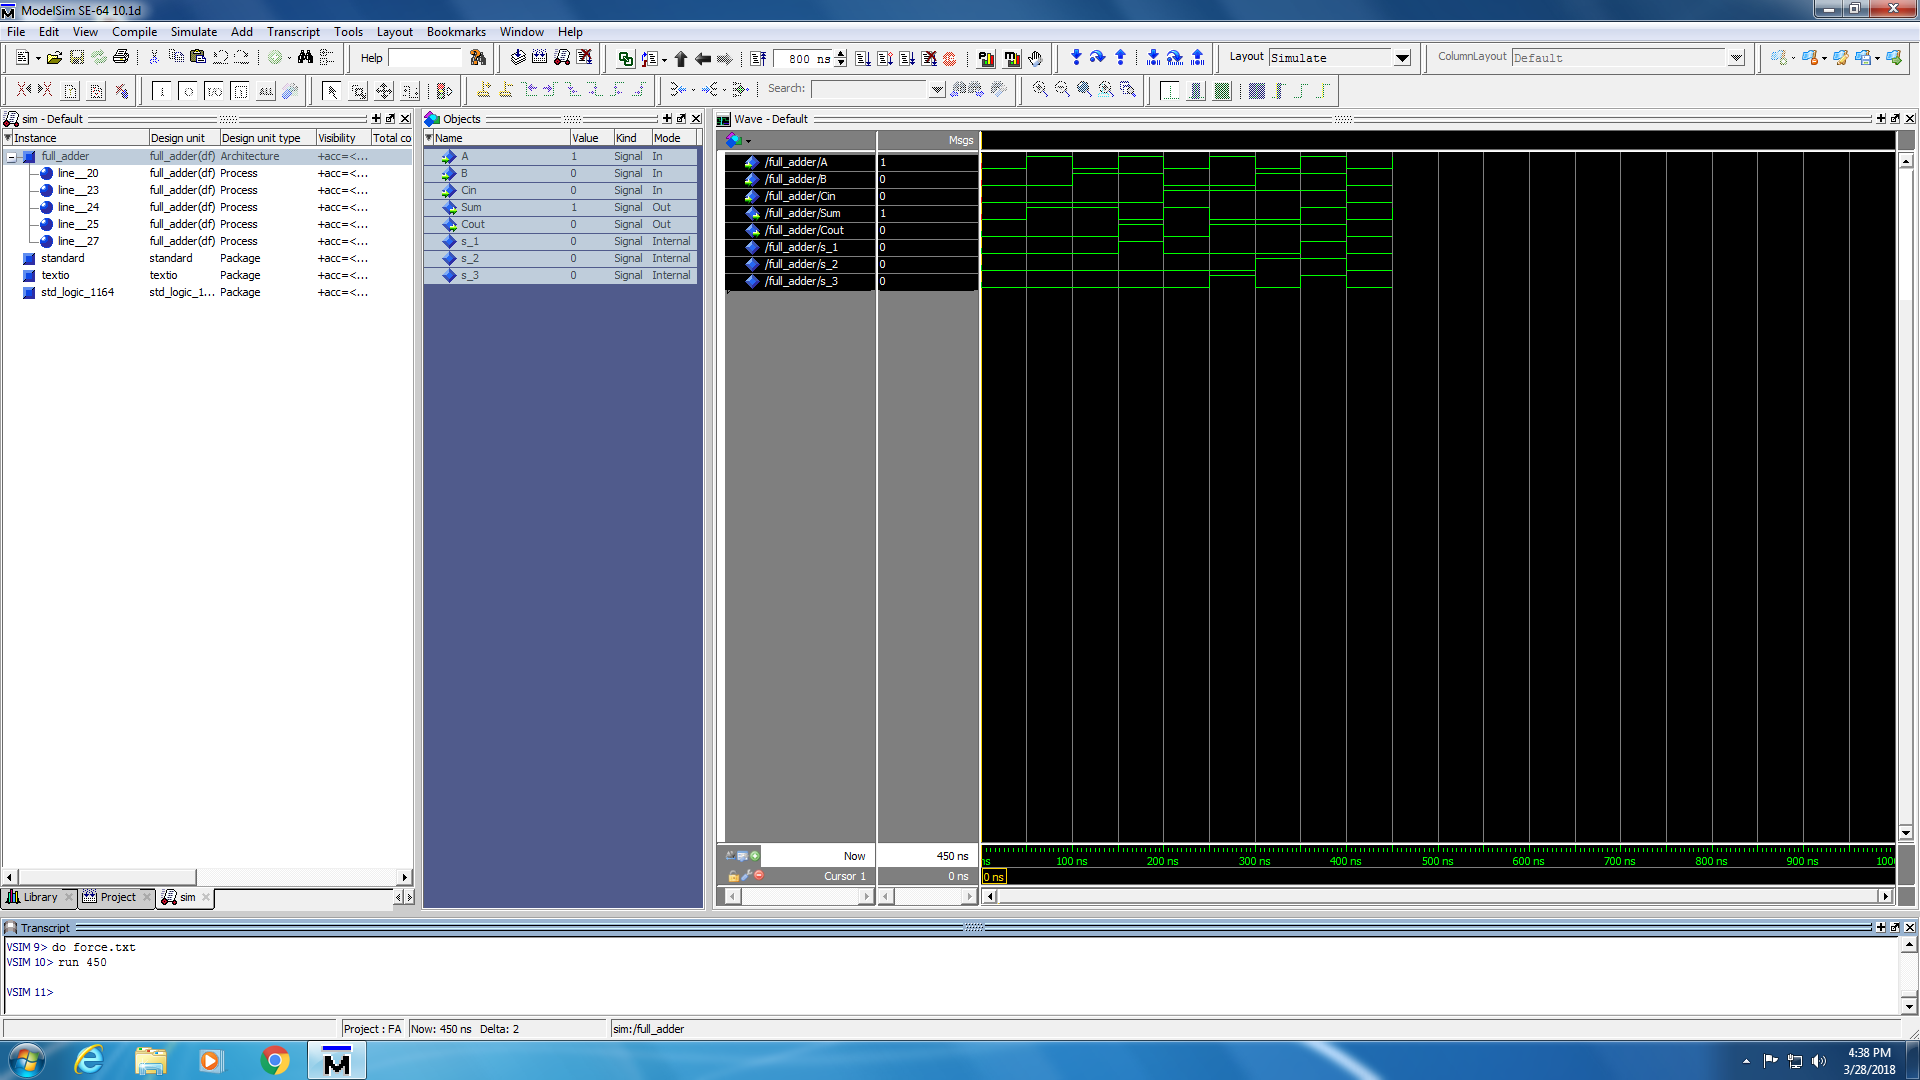 ModelSim SE-64 10.1d
File Edit View Compile Simulate Add Transcript Tools Layout Bookmarks Window Help
Help 800 ns Layout Simulate ColumnLayout Default
ALL Search:
sim - Default
Instance Design unit Design unit type Visibility Total co
full_adder full_adder(df) Architecture +acc=<...
line__20 full_adder(df) Process +acc=<...
line__23 full_adder(df) Process +acc=<...
line__24 full_adder(df) Process +acc=<...
line__25 full_adder(df) Process +acc=<...
line__27 full_adder(df) Process +acc=<...
standard standard Package +acc=<...
textio textio Package +acc=<...
std_logic_1164 std_logic_1... Package +acc=<...
Library Project sim
Objects
Name Value Kind Mode
A 1 Signal In
B 0 Signal In
Cin 0 Signal In
Sum 1 Signal Out
Cout 0 Signal Out
s_1 0 Signal Internal
s_2 0 Signal Internal
s_3 0 Signal Internal
Wave - Default
Msgs
/full_adder/A 1
/full_adder/B 0
/full_adder/Cin 0
/full_adder/Sum 1
/full_adder/Cout 0
/full_adder/s_1 0
/full_adder/s_2 0
/full_adder/s_3 0
Now 450 ns ns 100 ns 200 ns 300 ns 400 ns 500 ns 600 ns 700 ns 800 ns 900 ns 1000
Cursor 1 0 ns 0 ns
Transcript
VSIM 9> do force.txt
VSIM 10> run 450
VSIM 11>
Project : FA Now: 450 ns Delta: 2 sim:/full_adder
4:38 PM
3/28/2018